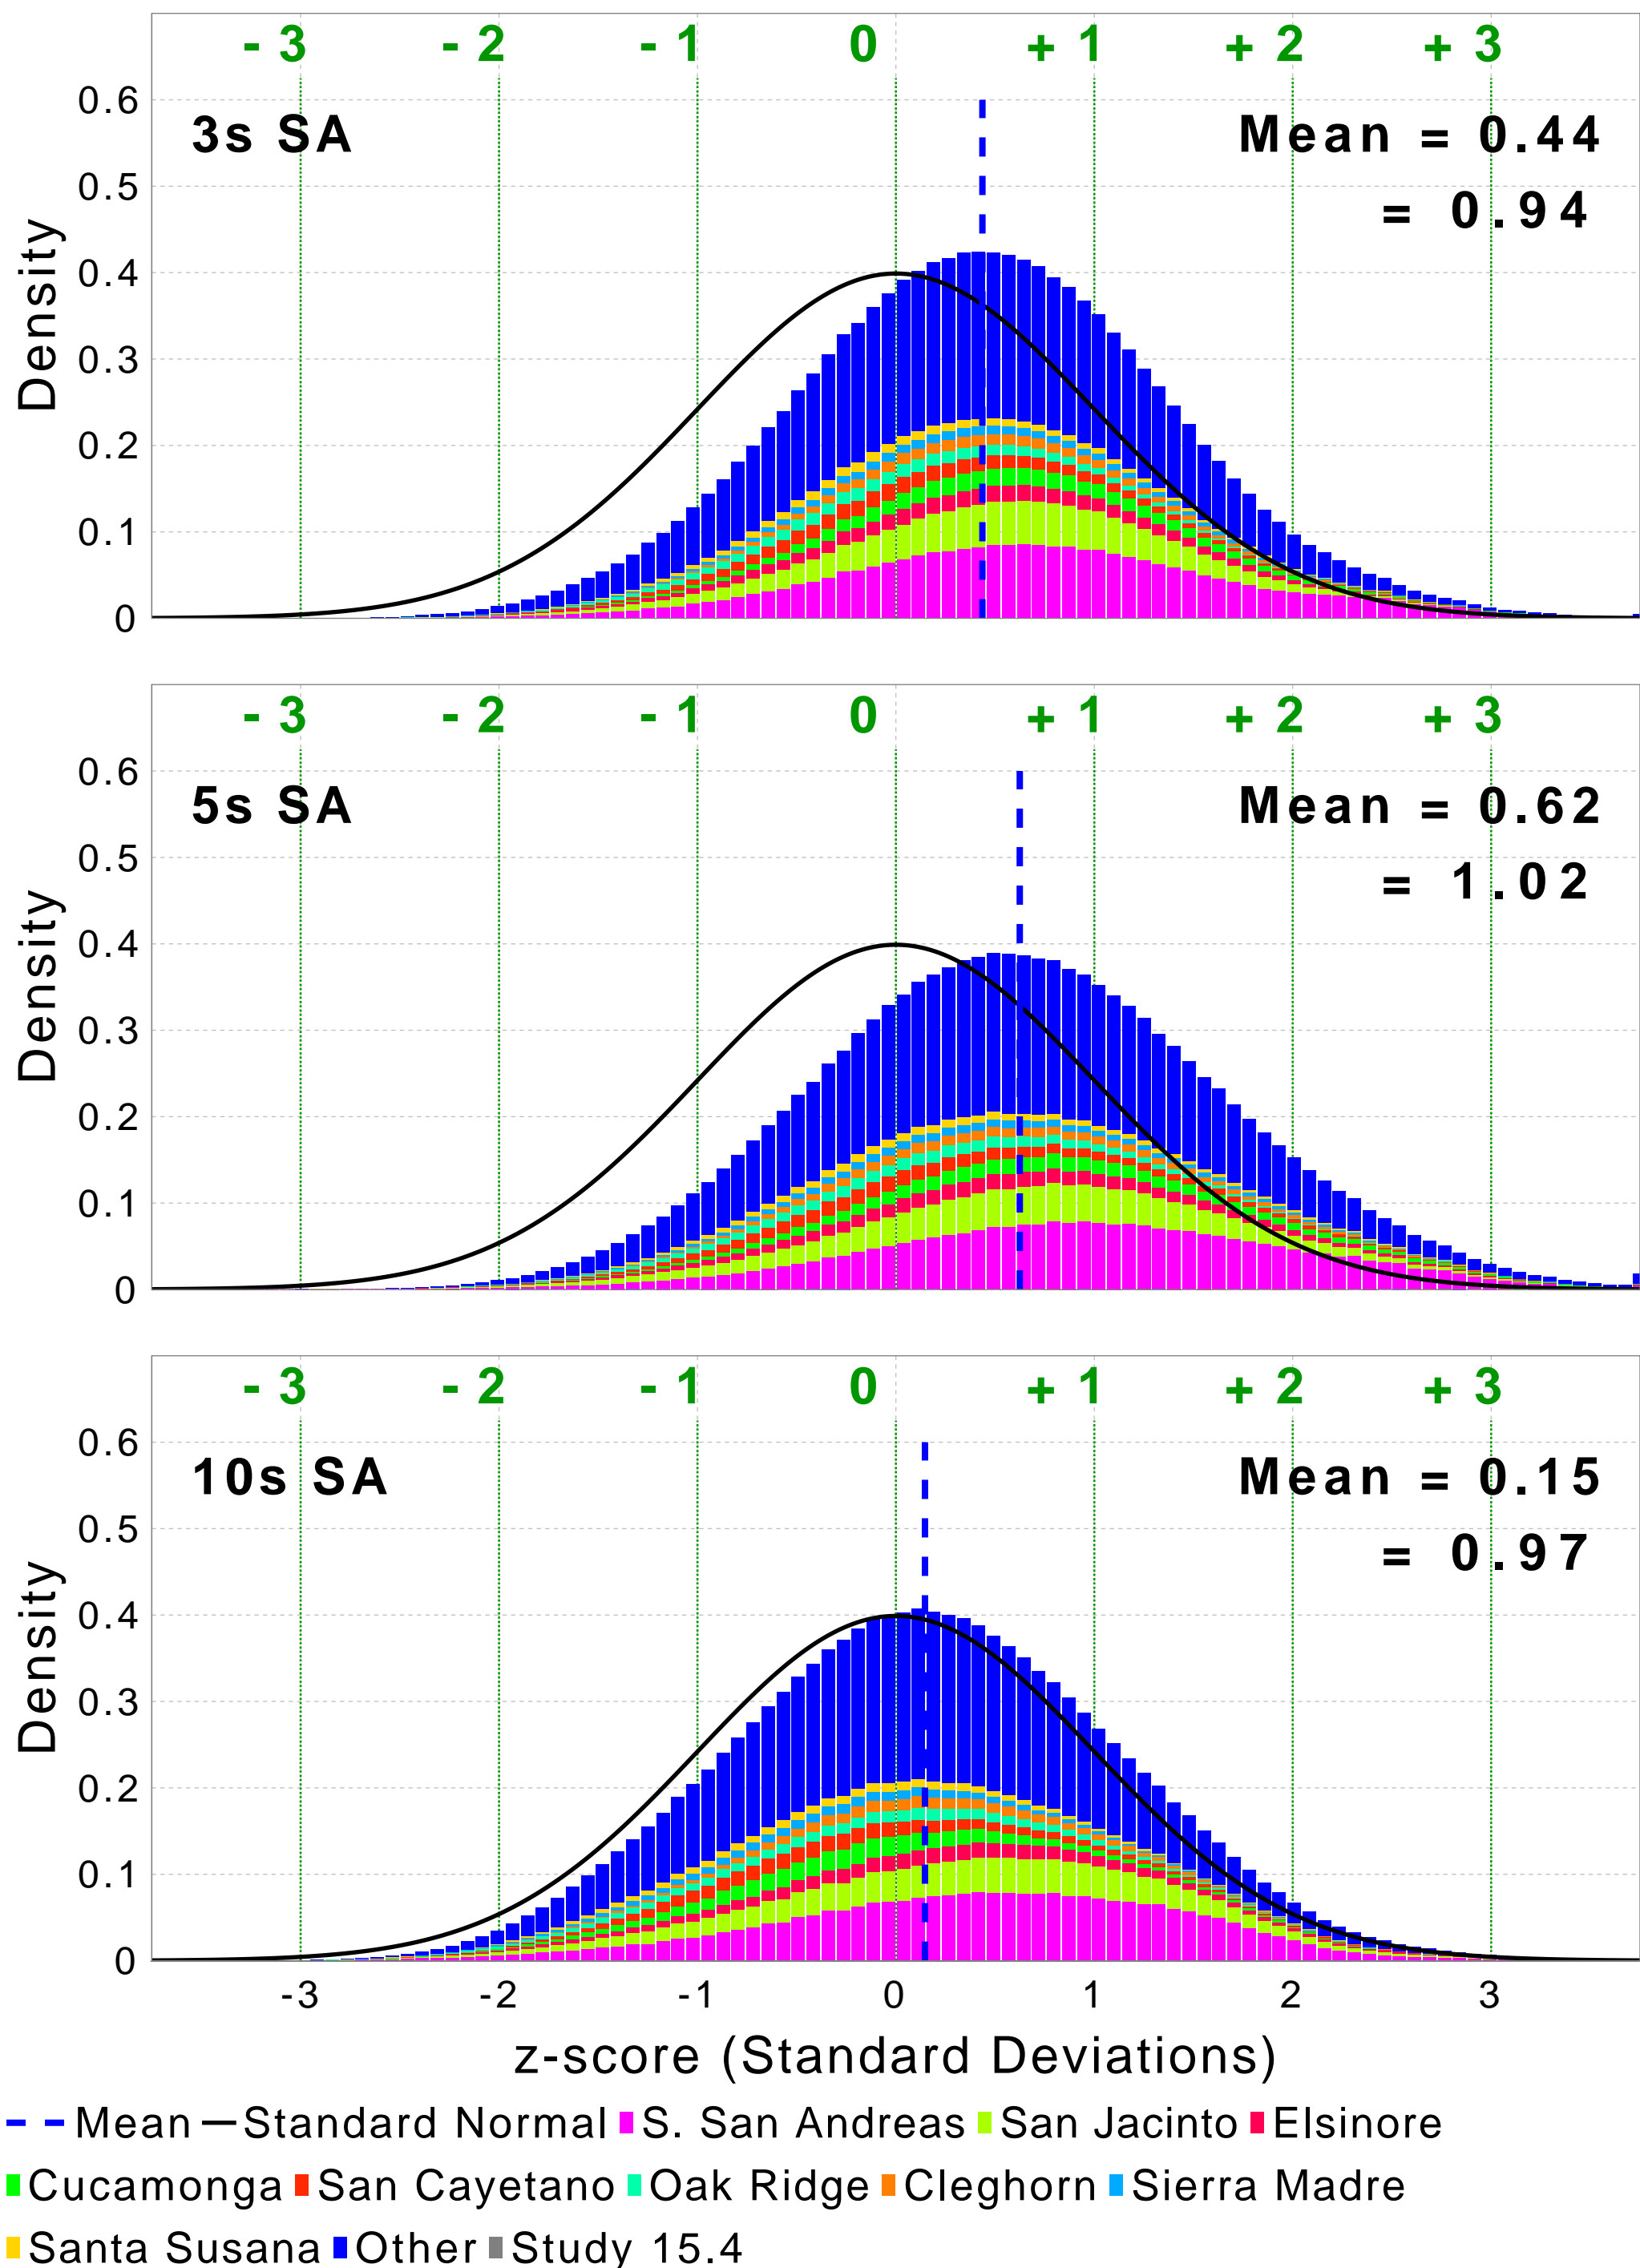 - 3 - 2 - 1 0 + 1 + 2 + 3
0.6
3s SA Mean = 0.44
0.5
= 0.94
0.4
Density
0.3
0.2
0.1
0
- 3 - 2 - 1 0 + 1 + 2 + 3
0.6
5s SA Mean = 0.62
0.5
= 1.02
0.4
Density
0.3
0.2
0.1
0
- 3 - 2 - 1 0 + 1 + 2 + 3
0.6
10s SA Mean = 0.15
0.5
= 0.97
0.4
Density
0.3
0.2
0.1
0
-3 -2 -1 0 1 2 3
z-score (Standard Deviations)
Mean Standard Normal S. San Andreas San Jacinto Elsinore
Cucamonga San Cayetano Oak Ridge Cleghorn Sierra Madre
Santa Susana Other Study 15.4